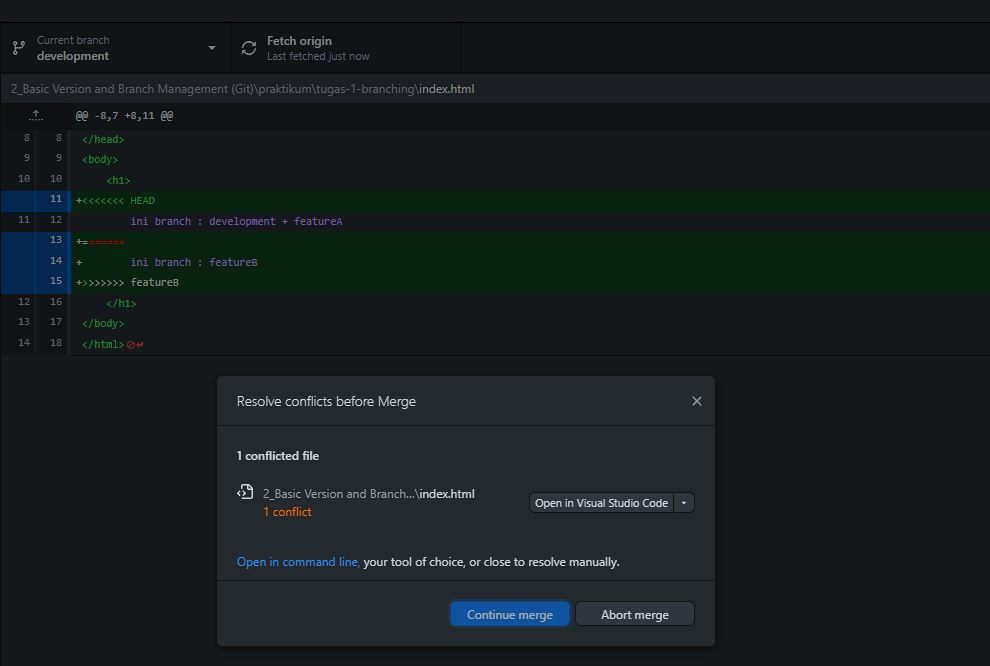 Current branch
development
Fetch origin
Last fetched just now
2_Basic Version and Branch Management (Git)\praktikum\tugas-1-branching\index.html
@@ -8,7 +8,11 @@
8 8 </head>
9 9 <body>
10 10 <h1>
11 +<<<<<<< HEAD
11 12 ini branch : development + featureA
13 +=======
14 + ini branch : featureB
15 +>>>>>>> featureB
12 16 </h1>
13 17 </body>
14 18 </html>
Resolve conflicts before Merge
1 conflicted file
2_Basic Version and Branch...\index.html
1 conflict
Open in Visual Studio Code
Open in command line, your tool of choice, or close to resolve manually.
Continue merge
Abort merge